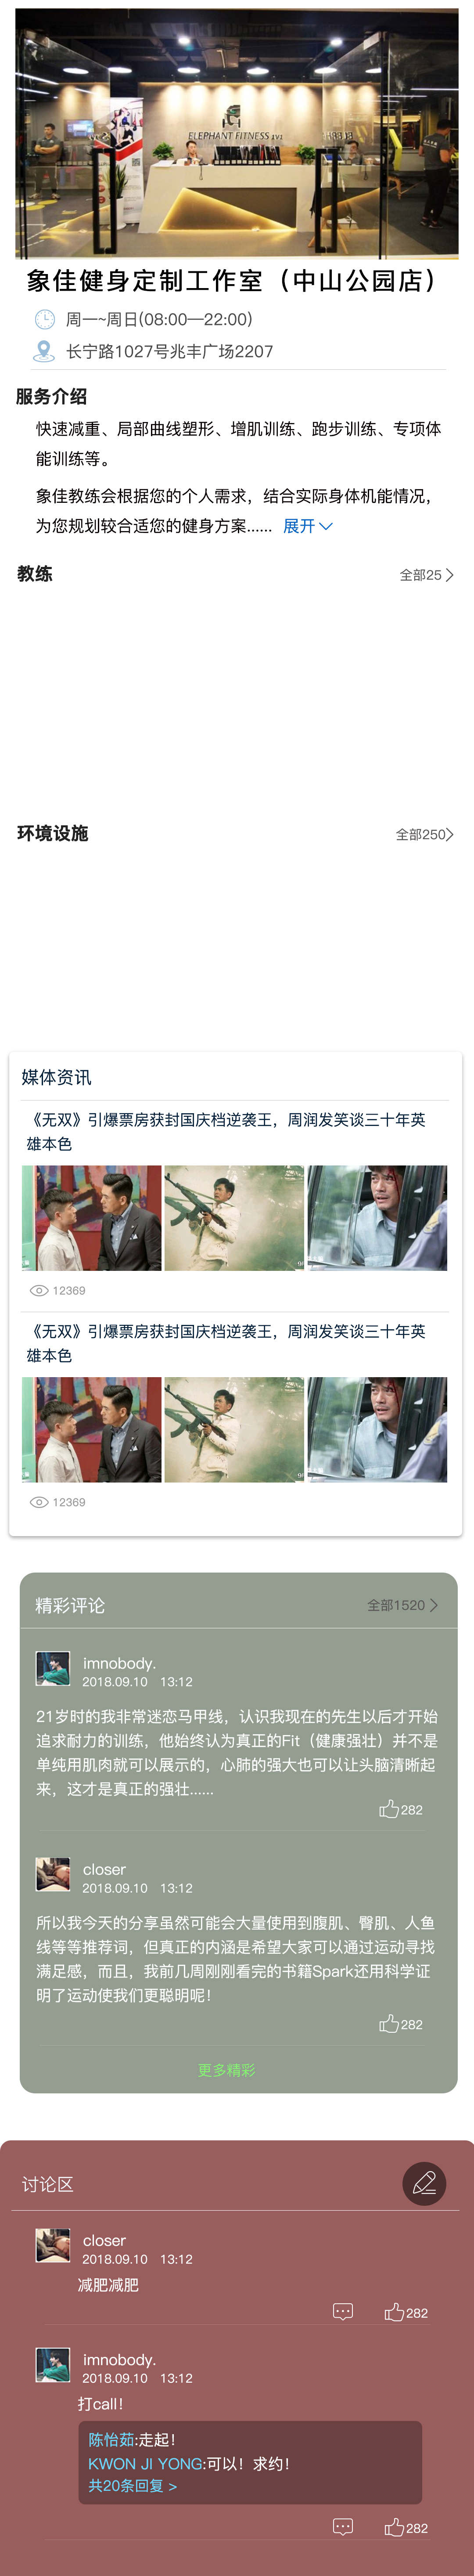 ELEPHANT FITNESS 1V1
象佳健身定制工作室（中山公园店）
周一~周日(08:00—22:00)
长宁路1027号兆丰广场2207
服务介绍
快速减重、局部曲线塑形、增肌训练、跑步训练、专项体
能训练等。
象佳教练会根据您的个人需求，结合实际身体机能情况，
为您规划较合适您的健身方案...... 展开
教练
全部25
环境设施
全部250
媒体资讯
《无双》引爆票房获封国庆档逆袭王，周润发笑谈三十年英
雄本色
12369
《无双》引爆票房获封国庆档逆袭王，周润发笑谈三十年英
雄本色
12369
精彩评论
全部1520
imnobody.
2018.09.10 13:12
21岁时的我非常迷恋马甲线，认识我现在的先生以后才开始
追求耐力的训练，他始终认为真正的Fit（健康强壮）并不是
单纯用肌肉就可以展示的，心肺的强大也可以让头脑清晰起
来，这才是真正的强壮......
282
closer
2018.09.10 13:12
所以我今天的分享虽然可能会大量使用到腹肌、臀肌、人鱼
线等等推荐词，但真正的内涵是希望大家可以通过运动寻找
满足感，而且，我前几周刚刚看完的书籍Spark还用科学证
明了运动使我们更聪明呢！
282
更多精彩
讨论区
closer
2018.09.10 13:12
减肥减肥
282
imnobody.
2018.09.10 13:12
打call！
陈怡茹:走起！
KWON JI YONG:可以！求约！
共20条回复 >
282